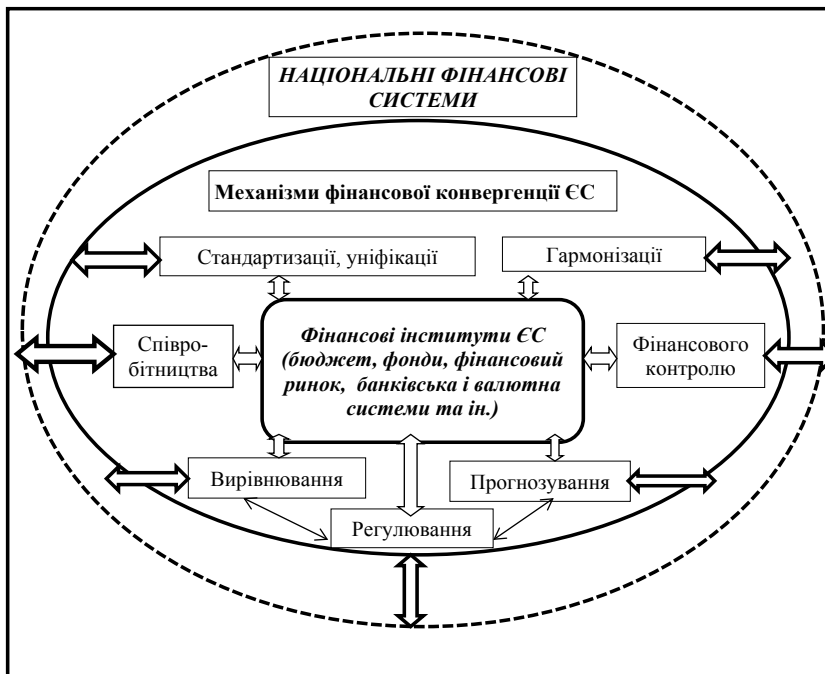 НАЦІОНАЛЬНІ ФІНАНСОВІ
СИСТЕМИ
Механізми фінансової конвергенції ЄС
Стандартизації, уніфікації
Гармонізації
Співро-
бітництва
Фінансові інститути ЄС
(бюджет, фонди, фінансовий
ринок, банківська і валютна
системи та ін.)
Фінансового
контролю
Вирівнювання
Прогнозування
Регулювання